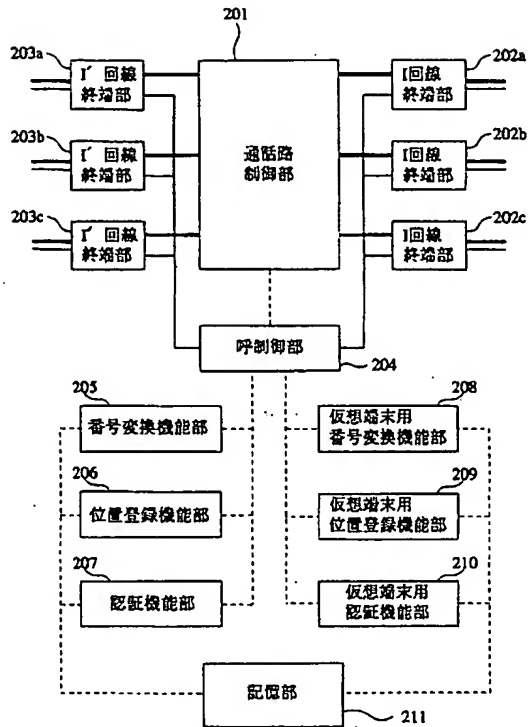 201
203a
I' 回線
終端部
203b
I' 回線
終端部
203c
I' 回線
終端部
通話路
制御部
202a
I回線
終端部
202b
I回線
終端部
202c
I回線
終端部
呼制御部
204
205
番号変換機能部
206
位置登録機能部
207
認証機能部
208
仮想端末用
番号変換機能部
209
仮想端末用
位置登録機能部
210
仮想端末用
認証機能部
記憶部
211